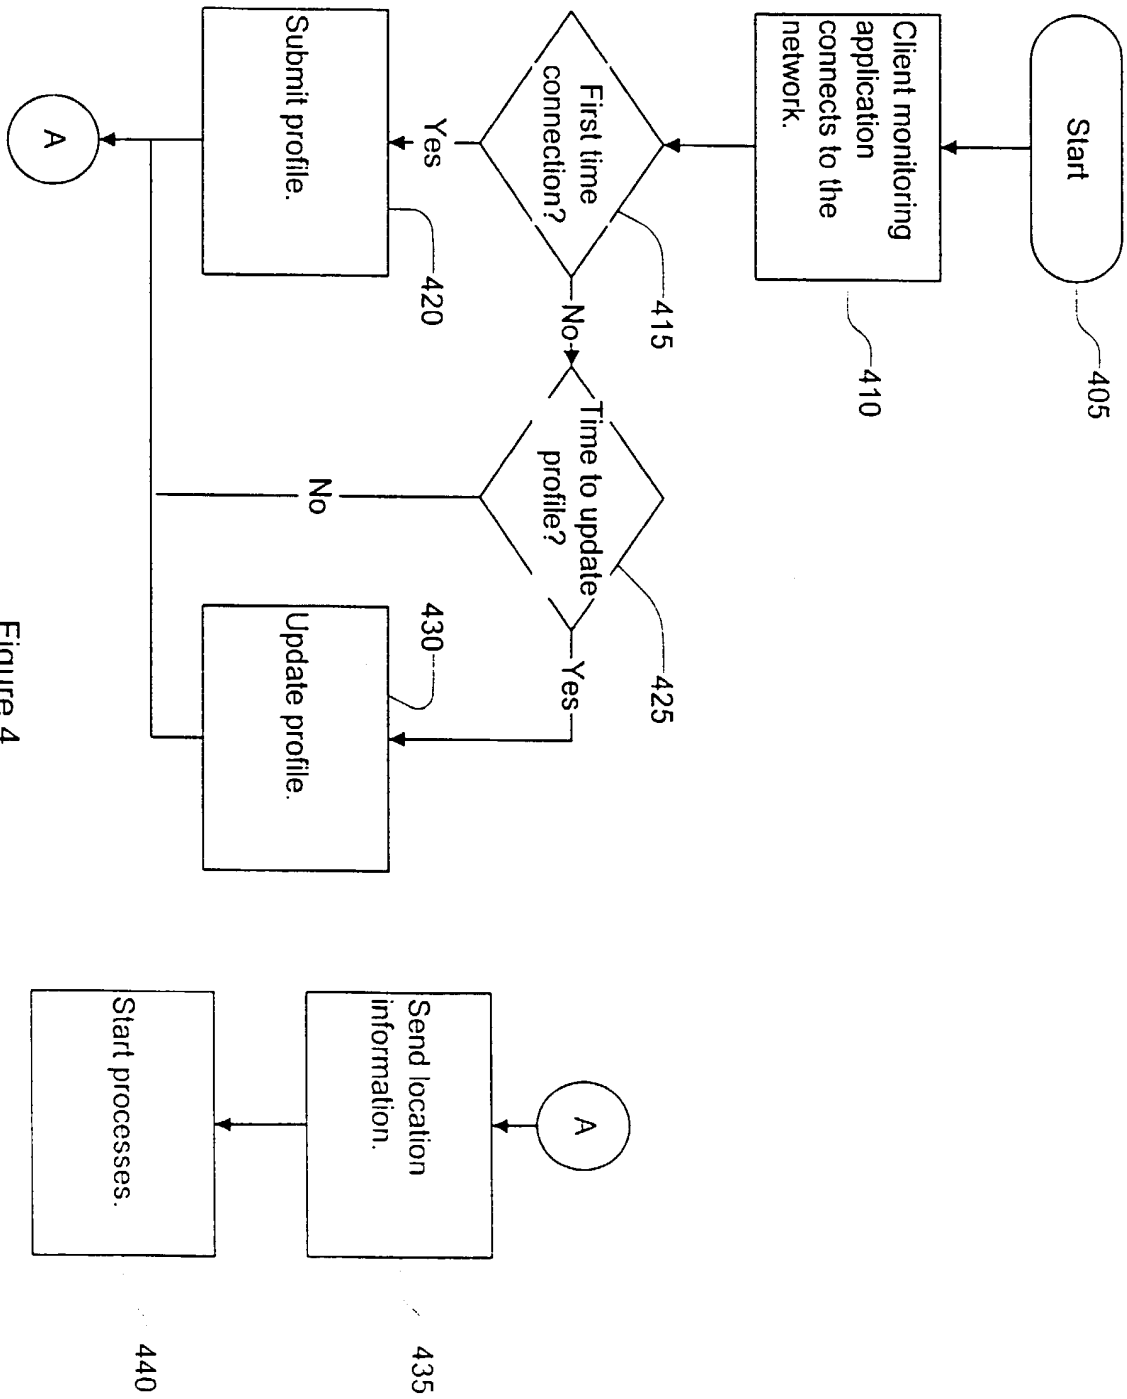 Start
405
Client monitoring
application
connects to the
network.
410
First time
connection?
415
No
Yes
Time to update
profile?
425
Yes
No
Submit profile.
420
Update profile.
430
A
A
Send location
information.
435
Start processes.
440
Figure 4